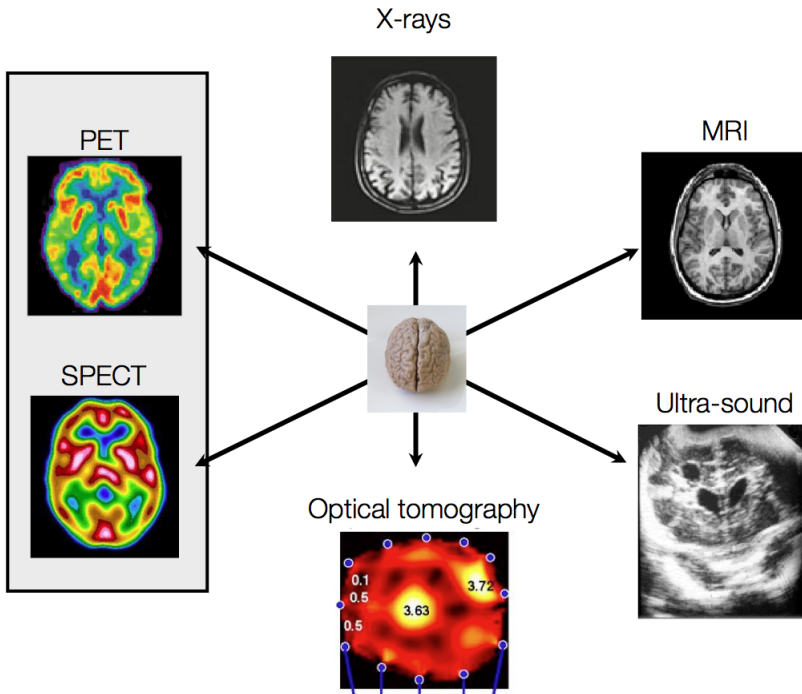 X-rays
PET
MRI
SPECT
Ultra-sound
Optical tomography
0.1
3.72
0.5
3.63
0.5